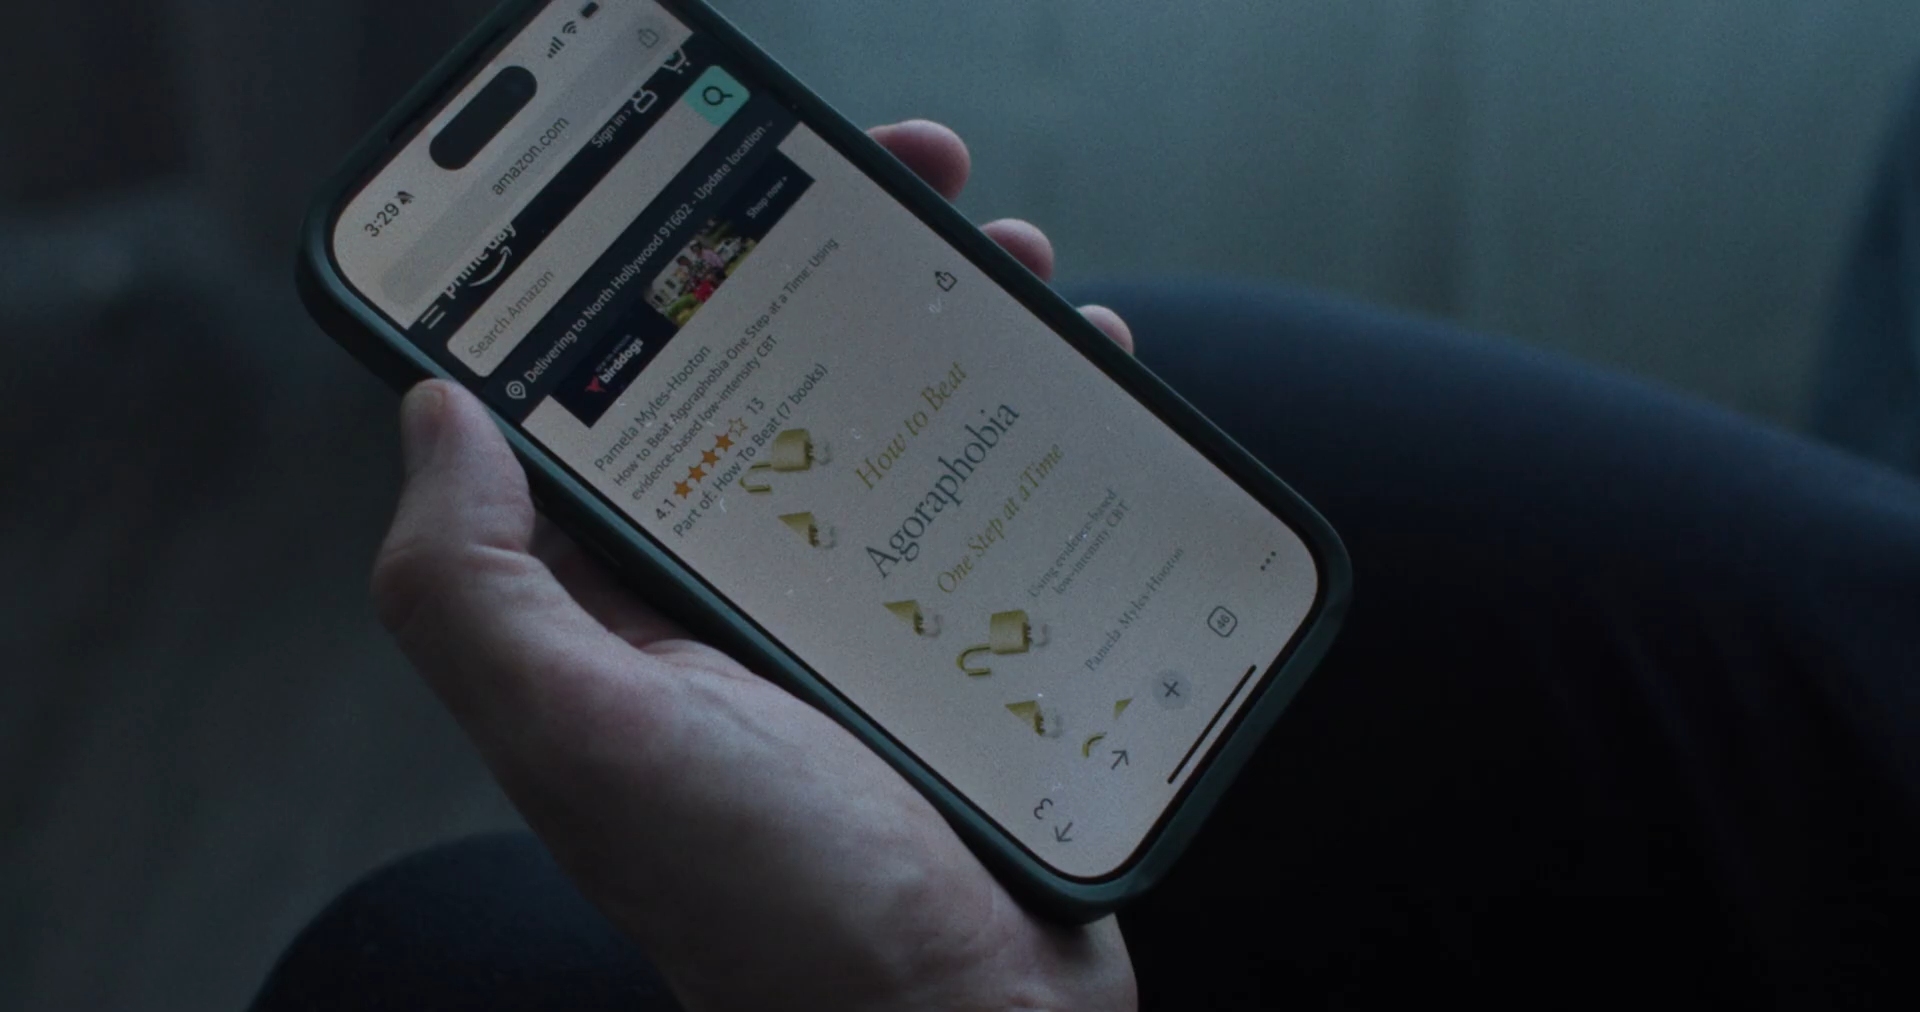 3:29
amazon.com
prime day
Sign in ›
Search Amazon
Delivering to North Hollywood 91602 - Update location
birddogs
Shop now ›
Pamela Myles-Hooton
How to Beat Agoraphobia One Step at a Time: Using
evidence-based low-intensity CBT
4.1 13
Part of: How To Beat (7 books)
How to Beat
Agoraphobia
One Step at a Time
Using evidence-based
low-intensity CBT
Pamela Myles-Hooton
46